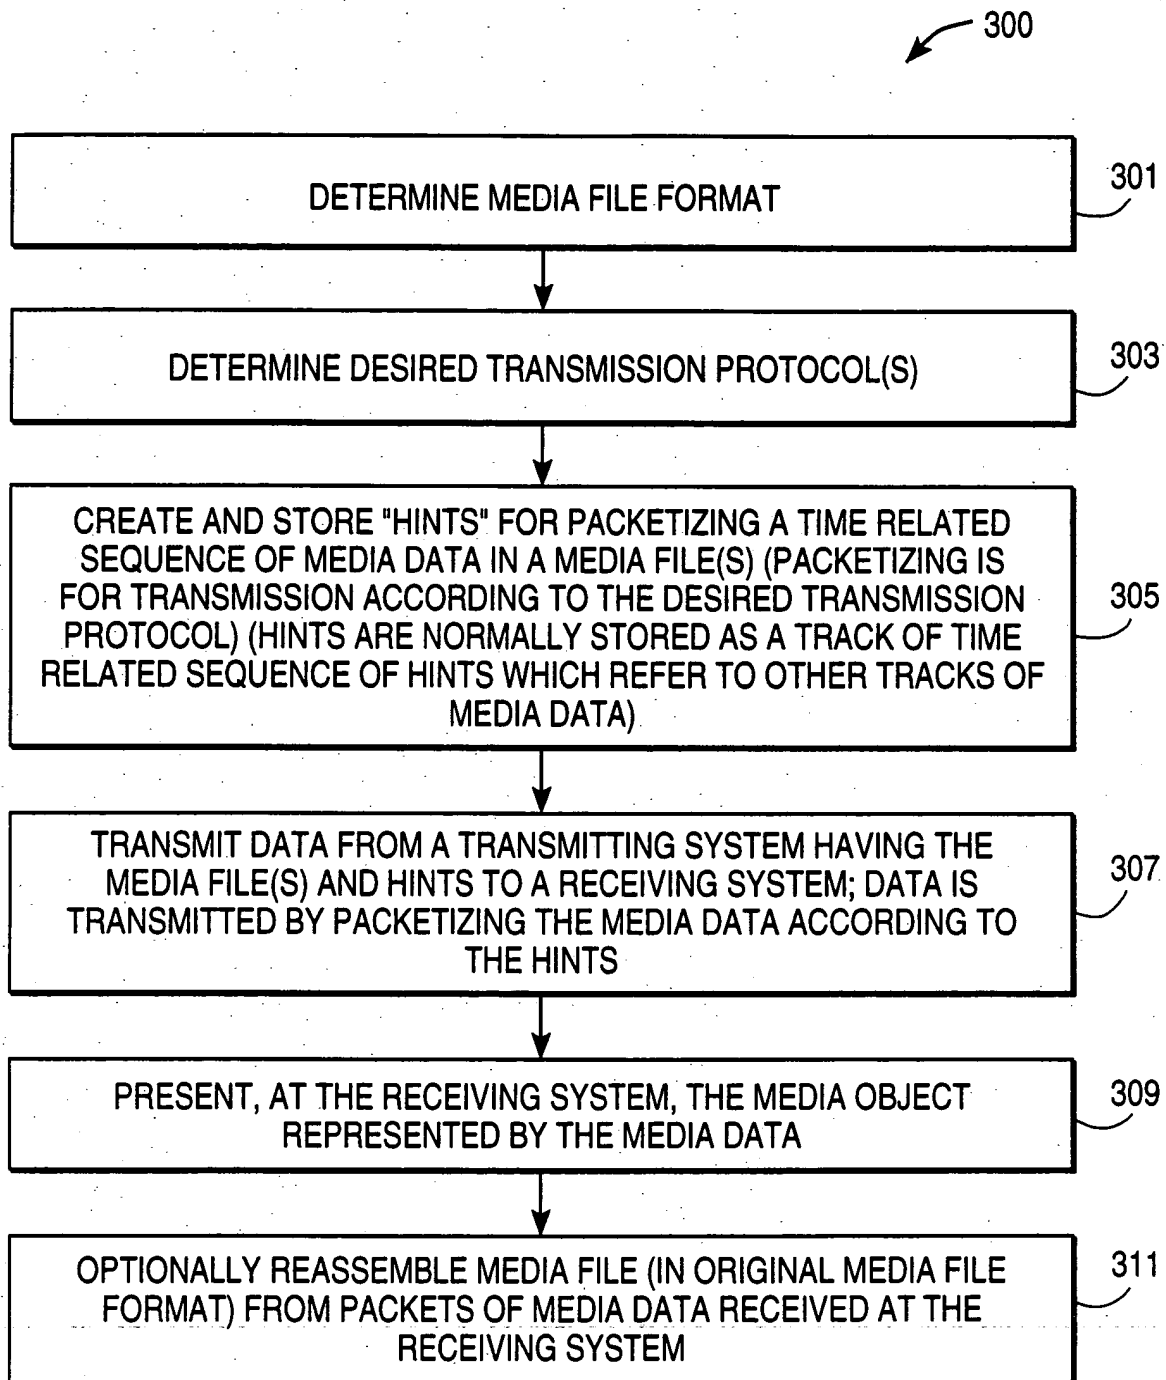 300
DETERMINE MEDIA FILE FORMAT
301
DETERMINE DESIRED TRANSMISSION PROTOCOL(S)
303
CREATE AND STORE "HINTS" FOR PACKETIZING A TIME RELATED
SEQUENCE OF MEDIA DATA IN A MEDIA FILE(S) (PACKETIZING IS
FOR TRANSMISSION ACCORDING TO THE DESIRED TRANSMISSION
PROTOCOL) (HINTS ARE NORMALLY STORED AS A TRACK OF TIME
RELATED SEQUENCE OF HINTS WHICH REFER TO OTHER TRACKS OF
MEDIA DATA)
305
TRANSMIT DATA FROM A TRANSMITTING SYSTEM HAVING THE
MEDIA FILE(S) AND HINTS TO A RECEIVING SYSTEM; DATA IS
TRANSMITTED BY PACKETIZING THE MEDIA DATA ACCORDING TO
THE HINTS
307
PRESENT, AT THE RECEIVING SYSTEM, THE MEDIA OBJECT
REPRESENTED BY THE MEDIA DATA
309
OPTIONALLY REASSEMBLE MEDIA FILE (IN ORIGINAL MEDIA FILE
FORMAT) FROM PACKETS OF MEDIA DATA RECEIVED AT THE
RECEIVING SYSTEM
311